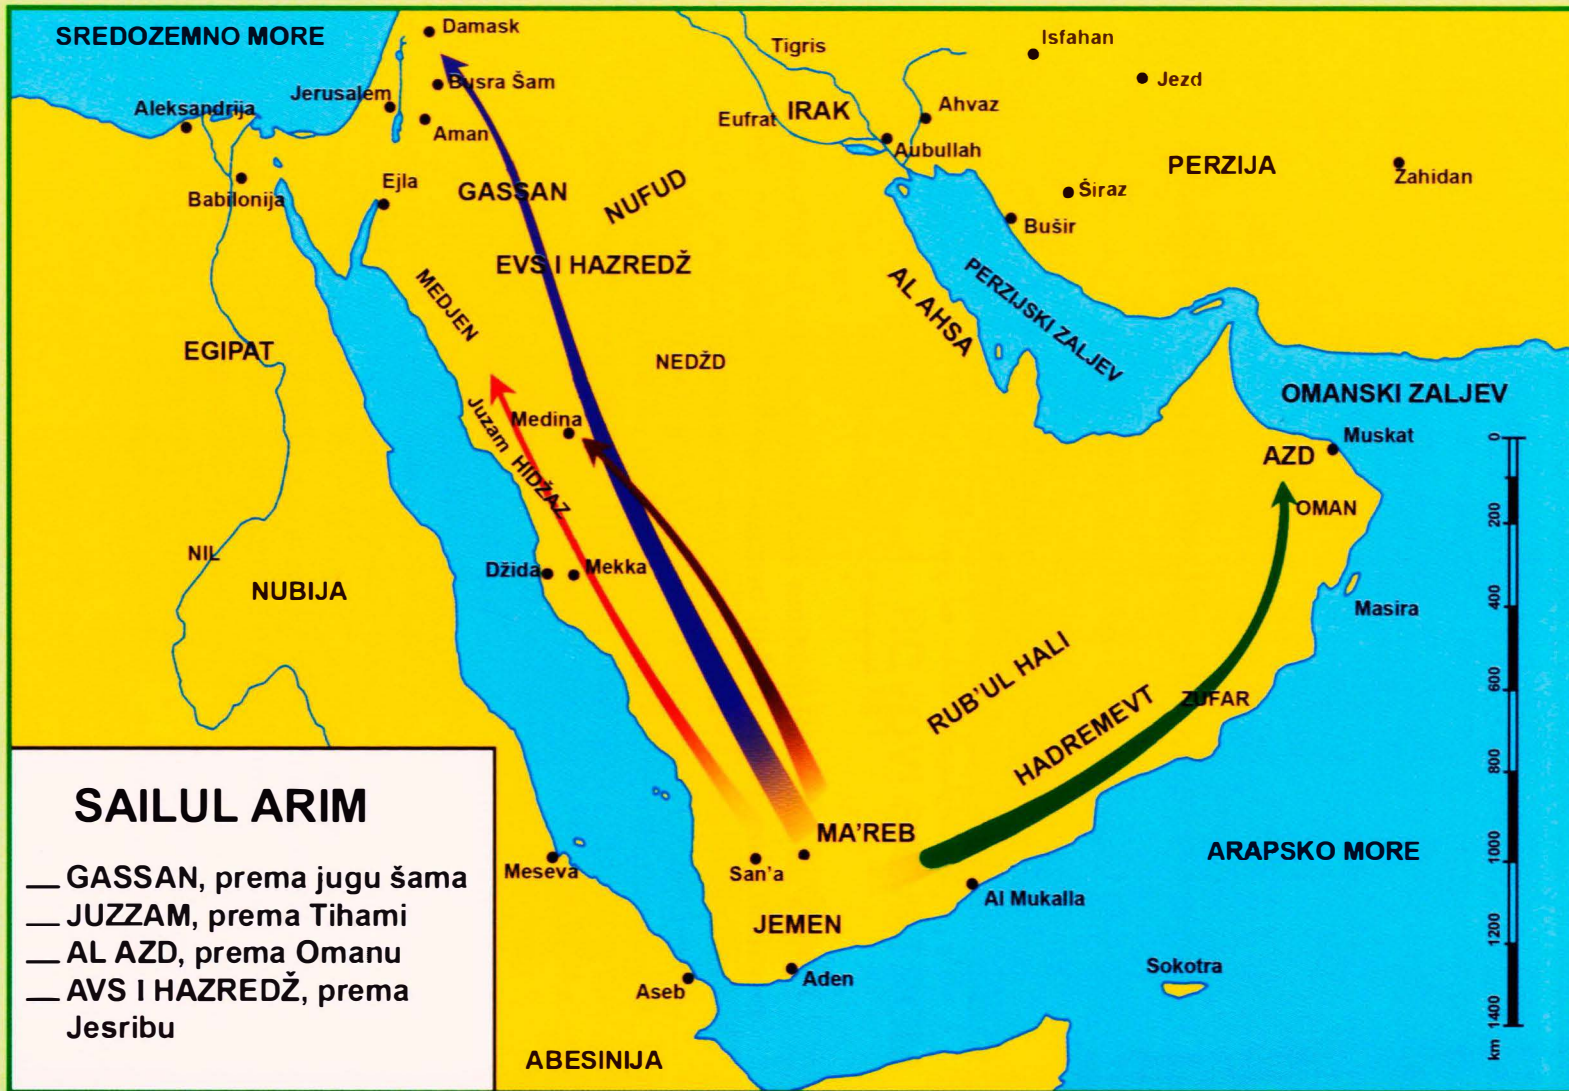 SREDOZEMNO MORE
Damask
Busra Šam
Jerusalem
Aman
Aleksandrija
Babilonija
Ejla
GASSAN
NUFUD
EVS I HAZREDŽ
MEDJEN
EGIPAT
NEDŽD
Tigris
Eufrat
IRAK
Ahvaz
Aubullah
Isfahan
Jezd
PERZIJA
Zahidan
Širaz
Bušir
AL AHSA
PERZIJSKI ZALJEV
OMANSKI ZALJEV
Muskat
AZD
OMAN
Masira
Juzam
HIDŽAZ
Medina
Džida
Mekka
NIL
NUBIJA
RUB'UL HALI
HADREMEVT
ZUFAR
MA'REB
San'a
JEMEN
Al Mukalla
Aden
Meseva
Aseb
ABESINIJA
ARAPSKO MORE
Sokotra
0
200
400
600
800
1000
1200
1400
km
SAILUL ARIM
GASSAN, prema jugu šama
JUZZAM, prema Tihami
AL AZD, prema Omanu
AVS I HAZREDŽ, prema
Jesribu